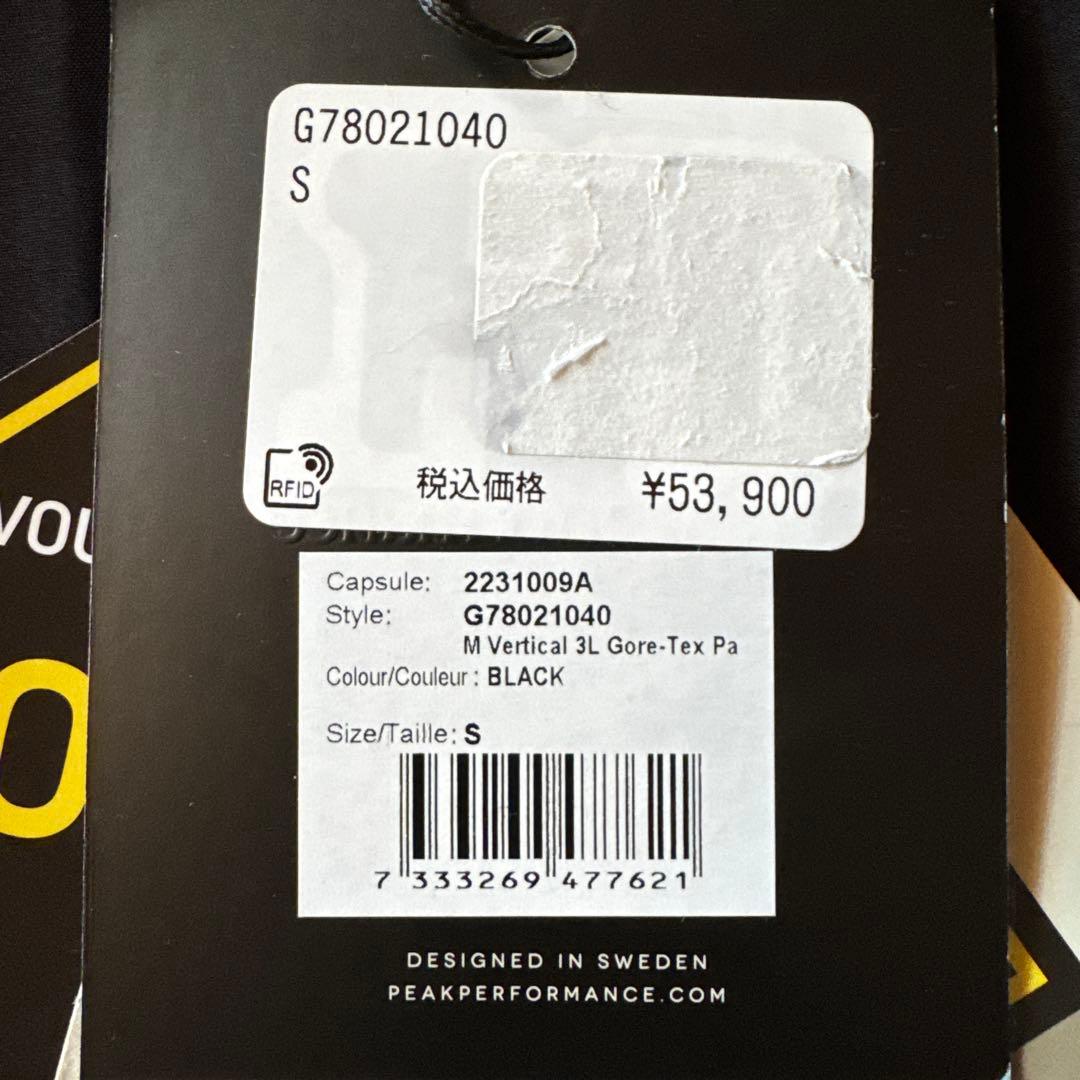 G78021040
S
RFID
税込価格 ¥53,900
Capsule: 2231009A
Style: G78021040
M Vertical 3L Gore-Tex Pa
Colour/Couleur : BLACK
Size/Taille: S
7 333269 477621
DESIGNED IN SWEDEN
PEAKPERFORMANCE.COM